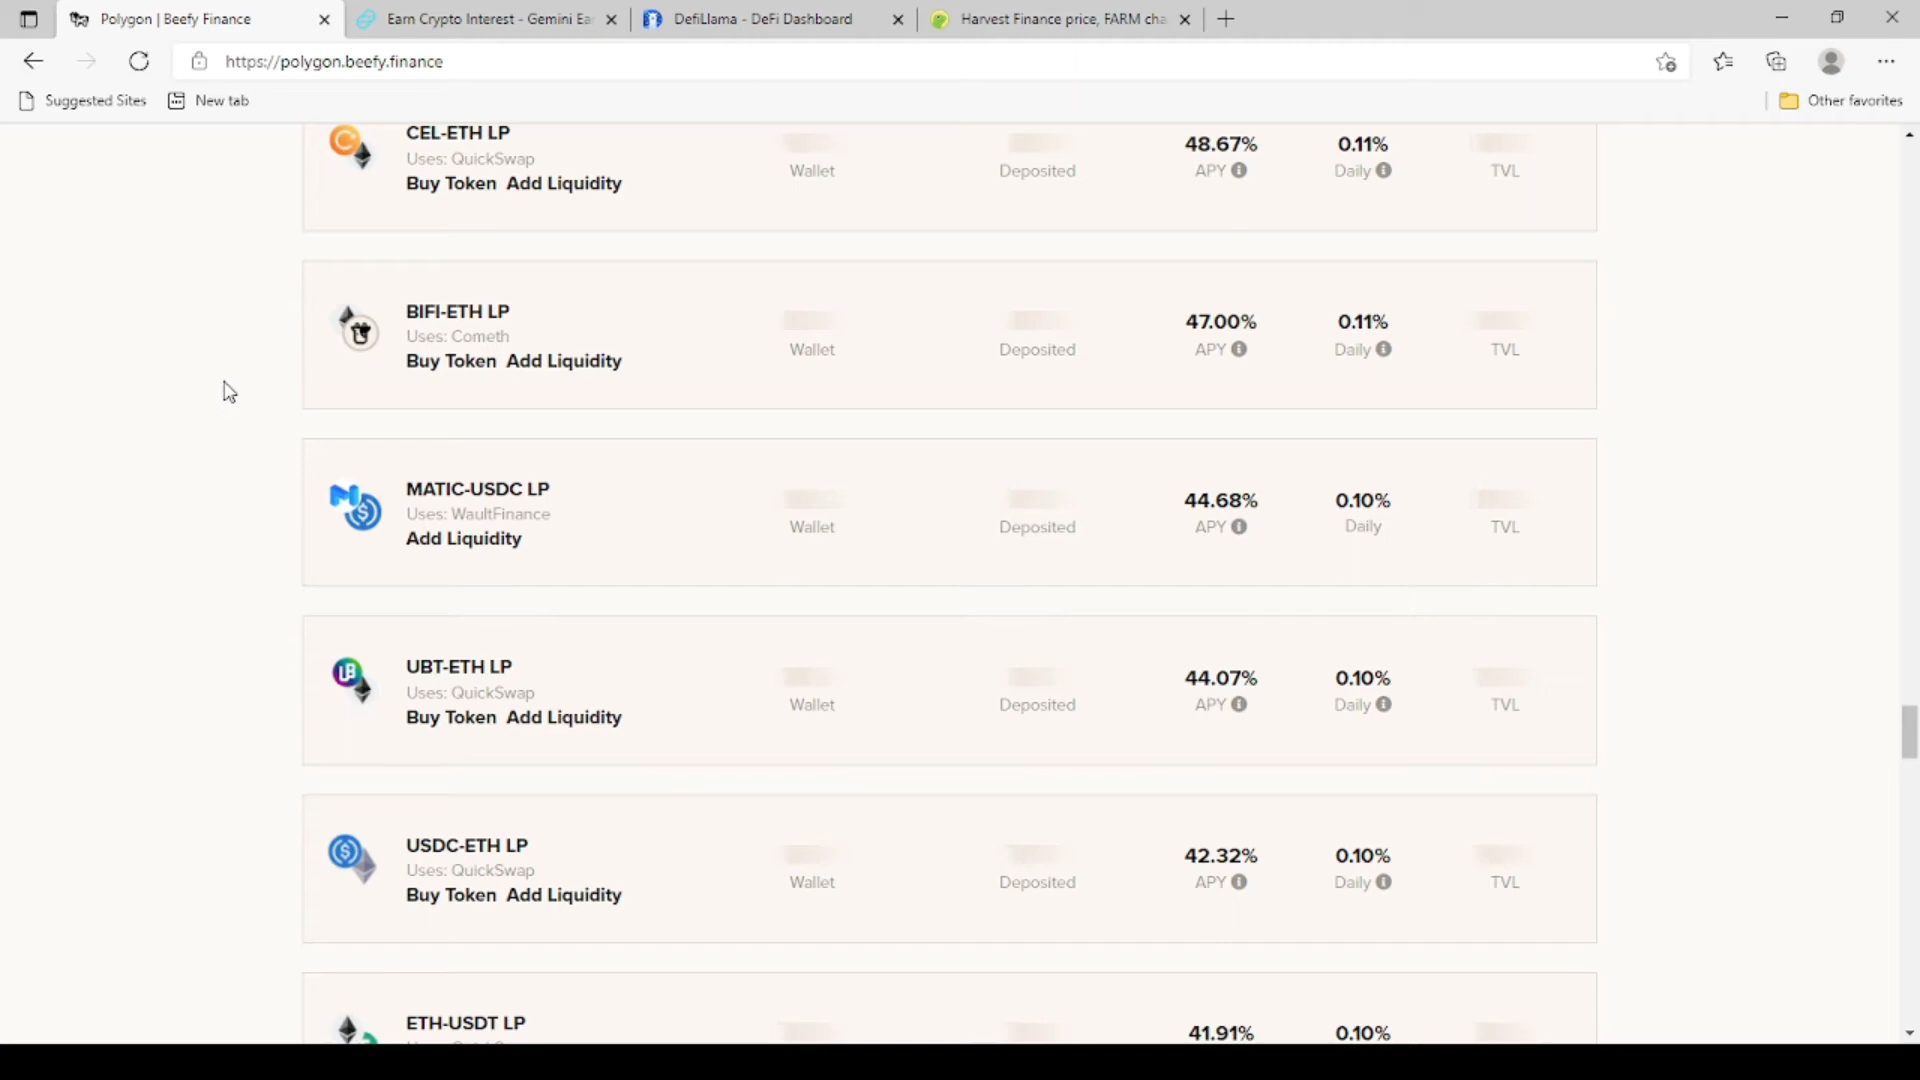 Polygon | Beefy Finance
Earn Crypto Interest - Gemini Ea
DefiLlama - DeFi Dashboard
Harvest Finance price, FARM cha
https://polygon.beefy.finance
Suggested Sites
New tab
Other favorites
CEL-ETH LP
Uses: QuickSwap
Buy Token Add Liquidity
Wallet
Deposited
48.67%
APY
0.11%
Daily
TVL
BIFI-ETH LP
Uses: Cometh
Buy Token Add Liquidity
Wallet
Deposited
47.00%
APY
0.11%
Daily
TVL
MATIC-USDC LP
Uses: WaultFinance
Add Liquidity
Wallet
Deposited
44.68%
APY
0.10%
Daily
TVL
UBT-ETH LP
Uses: QuickSwap
Buy Token Add Liquidity
Wallet
Deposited
44.07%
APY
0.10%
Daily
TVL
USDC-ETH LP
Uses: QuickSwap
Buy Token Add Liquidity
Wallet
Deposited
42.32%
APY
0.10%
Daily
TVL
ETH-USDT LP
41.91%
0.10%